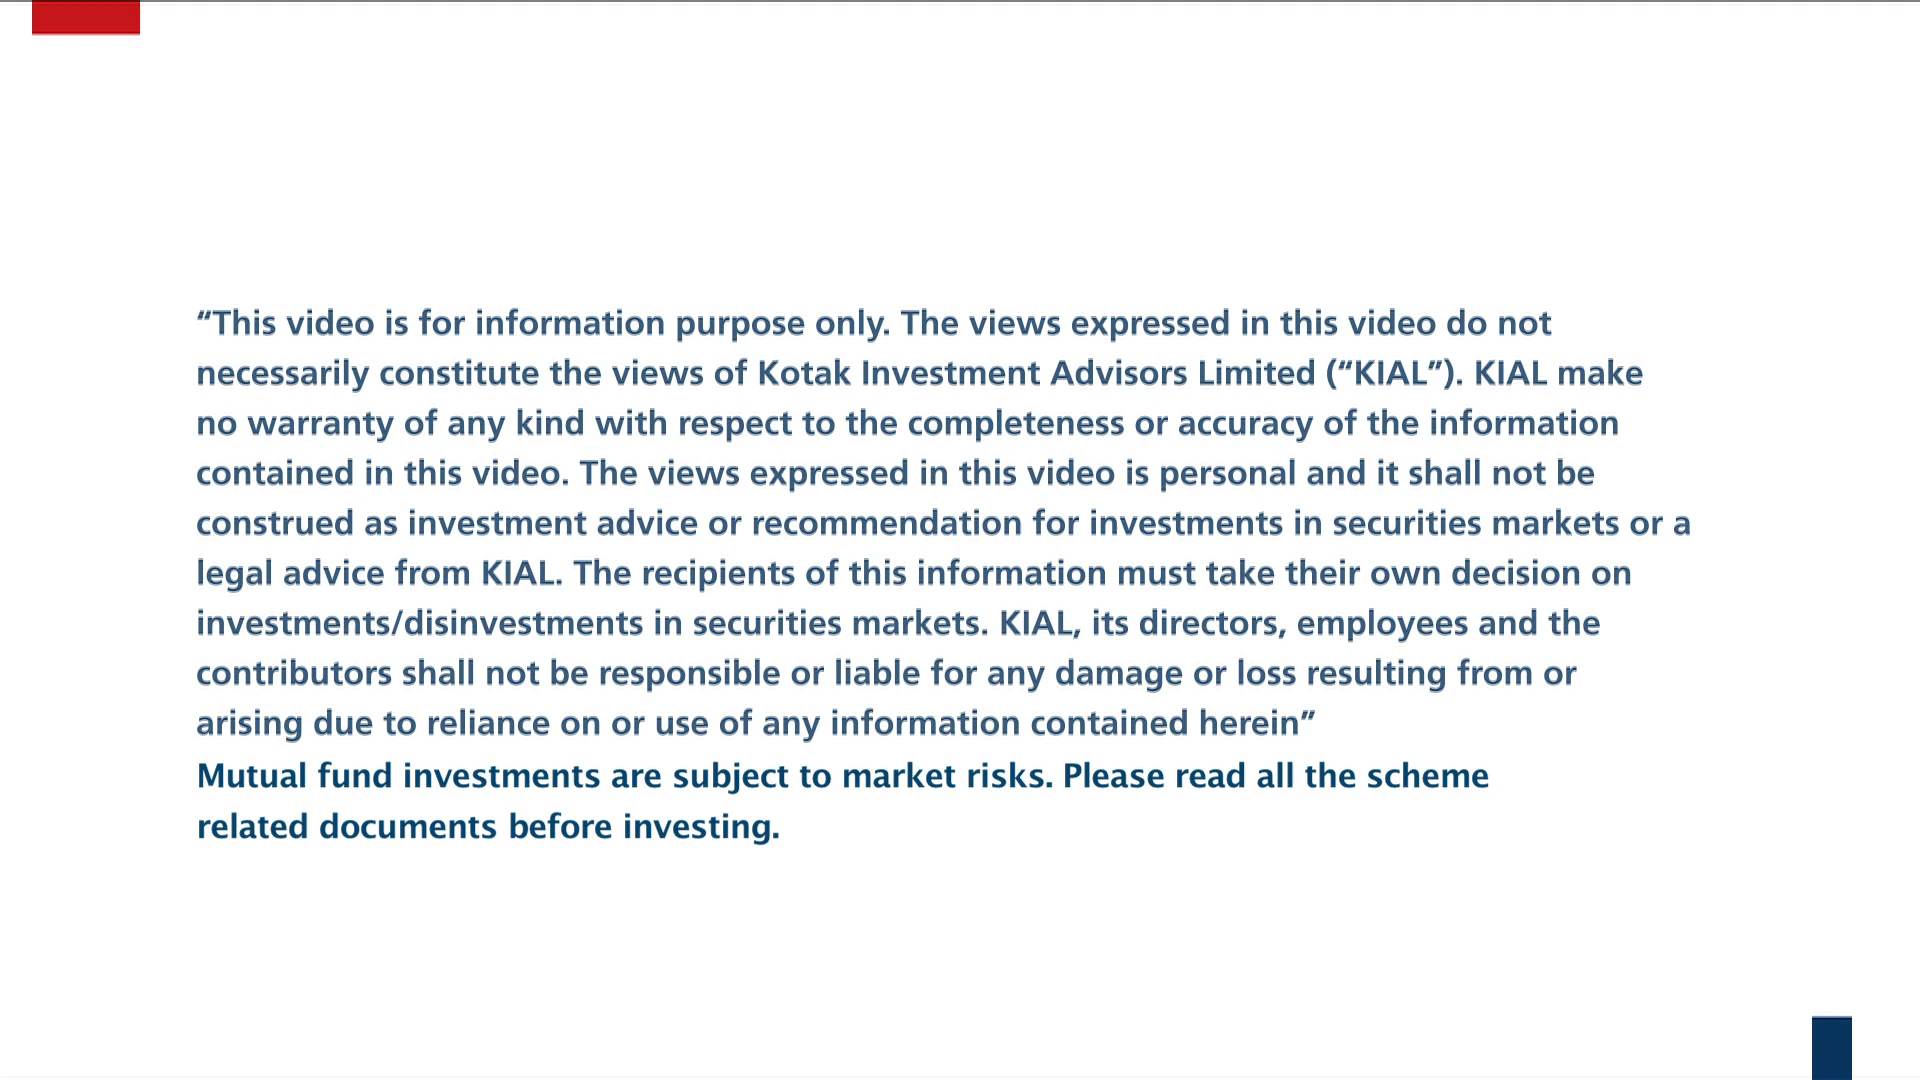 “This video is for information purpose only. The views expressed in this video do not
necessarily constitute the views of Kotak Investment Advisors Limited (“KIAL”). KIAL make
no warranty of any kind with respect to the completeness or accuracy of the information
contained in this video. The views expressed in this video is personal and it shall not be
construed as investment advice or recommendation for investments in securities markets or a
legal advice from KIAL. The recipients of this information must take their own decision on
investments/disinvestments in securities markets. KIAL, its directors, employees and the
contributors shall not be responsible or liable for any damage or loss resulting from or
arising due to reliance on or use of any information contained herein”
Mutual fund investments are subject to market risks. Please read all the scheme
related documents before investing.